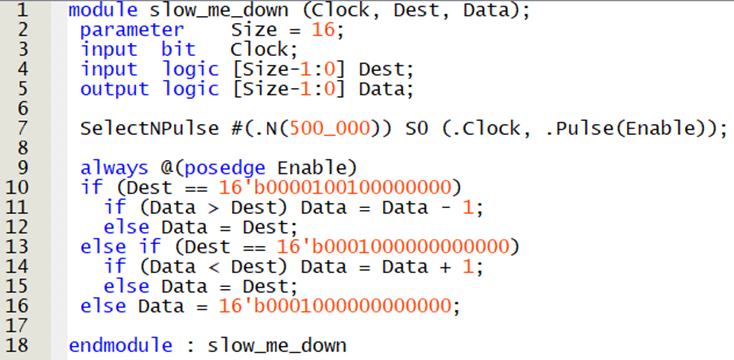 1 module slow_me_down (Clock, Dest, Data);
2 parameter Size = 16;
3 input bit Clock;
4 input logic [Size-1:0] Dest;
5 output logic [Size-1:0] Data;
6
7 SelectNPulse #(.N(500_000)) S0 (.Clock, .Pulse(Enable));
8
9 always @(posedge Enable)
10 if (Dest == 16'b0000100100000000)
11 if (Data > Dest) Data = Data - 1;
12 else Data = Dest;
13 else if (Dest == 16'b0001000000000000)
14 if (Data < Dest) Data = Data + 1;
15 else Data = Dest;
16 else Data = 16'b0001000000000000;
17
18 endmodule : slow_me_down